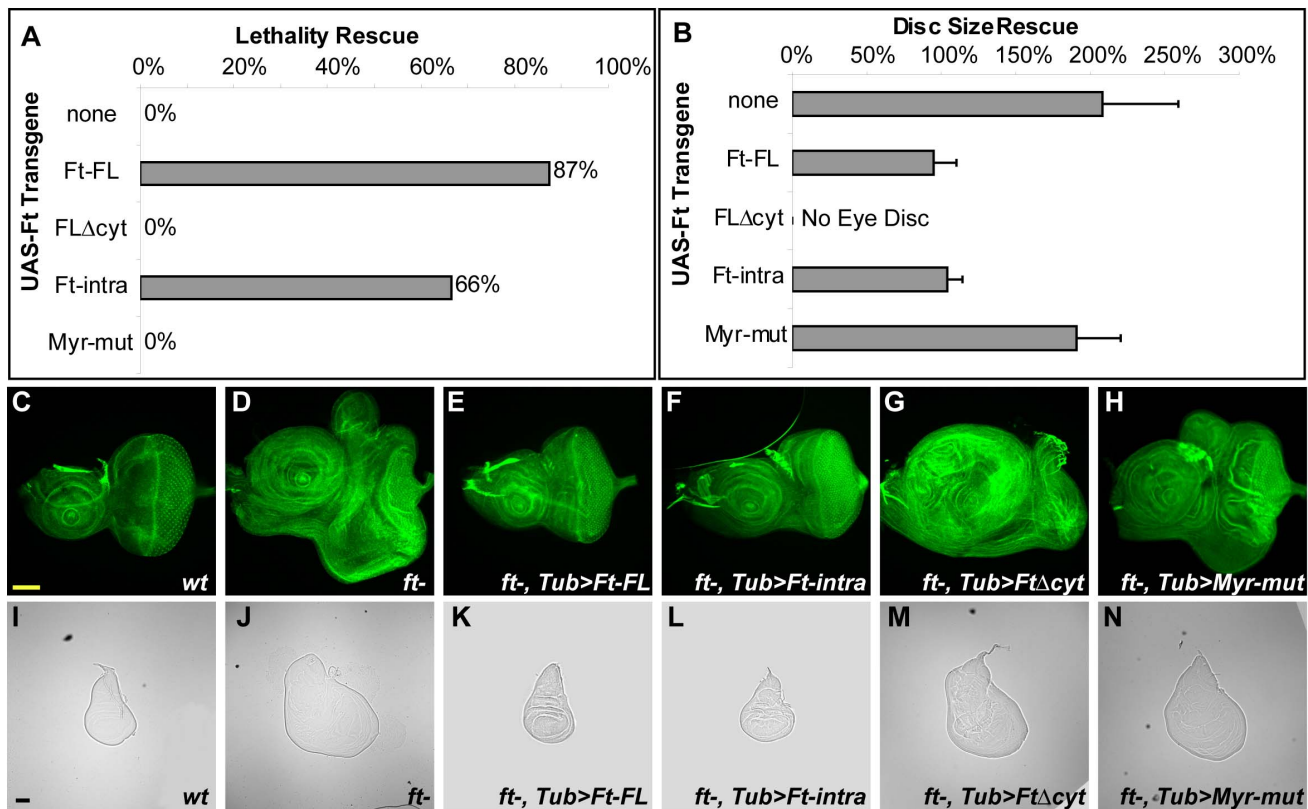 A
Lethality Rescue
0% 20% 40% 60% 80% 100%
UAS-Ft Transgene
none 0%
Ft-FL 87%
FLΔcyt 0%
Ft-intra 66%
Myr-mut 0%
B
Disc Size Rescue
0% 50% 100% 150% 200% 250% 300%
UAS-Ft Transgene
none
Ft-FL
FLΔcyt No Eye Disc
Ft-intra
Myr-mut
C D E F G H
wt ft- ft-, Tub>Ft-FL ft-, Tub>Ft-intra ft-, Tub>FtΔcyt ft-, Tub>Myr-mut
I J K L M N
wt ft- ft-, Tub>Ft-FL ft-, Tub>Ft-intra ft-, Tub>FtΔcyt ft-, Tub>Myr-mut